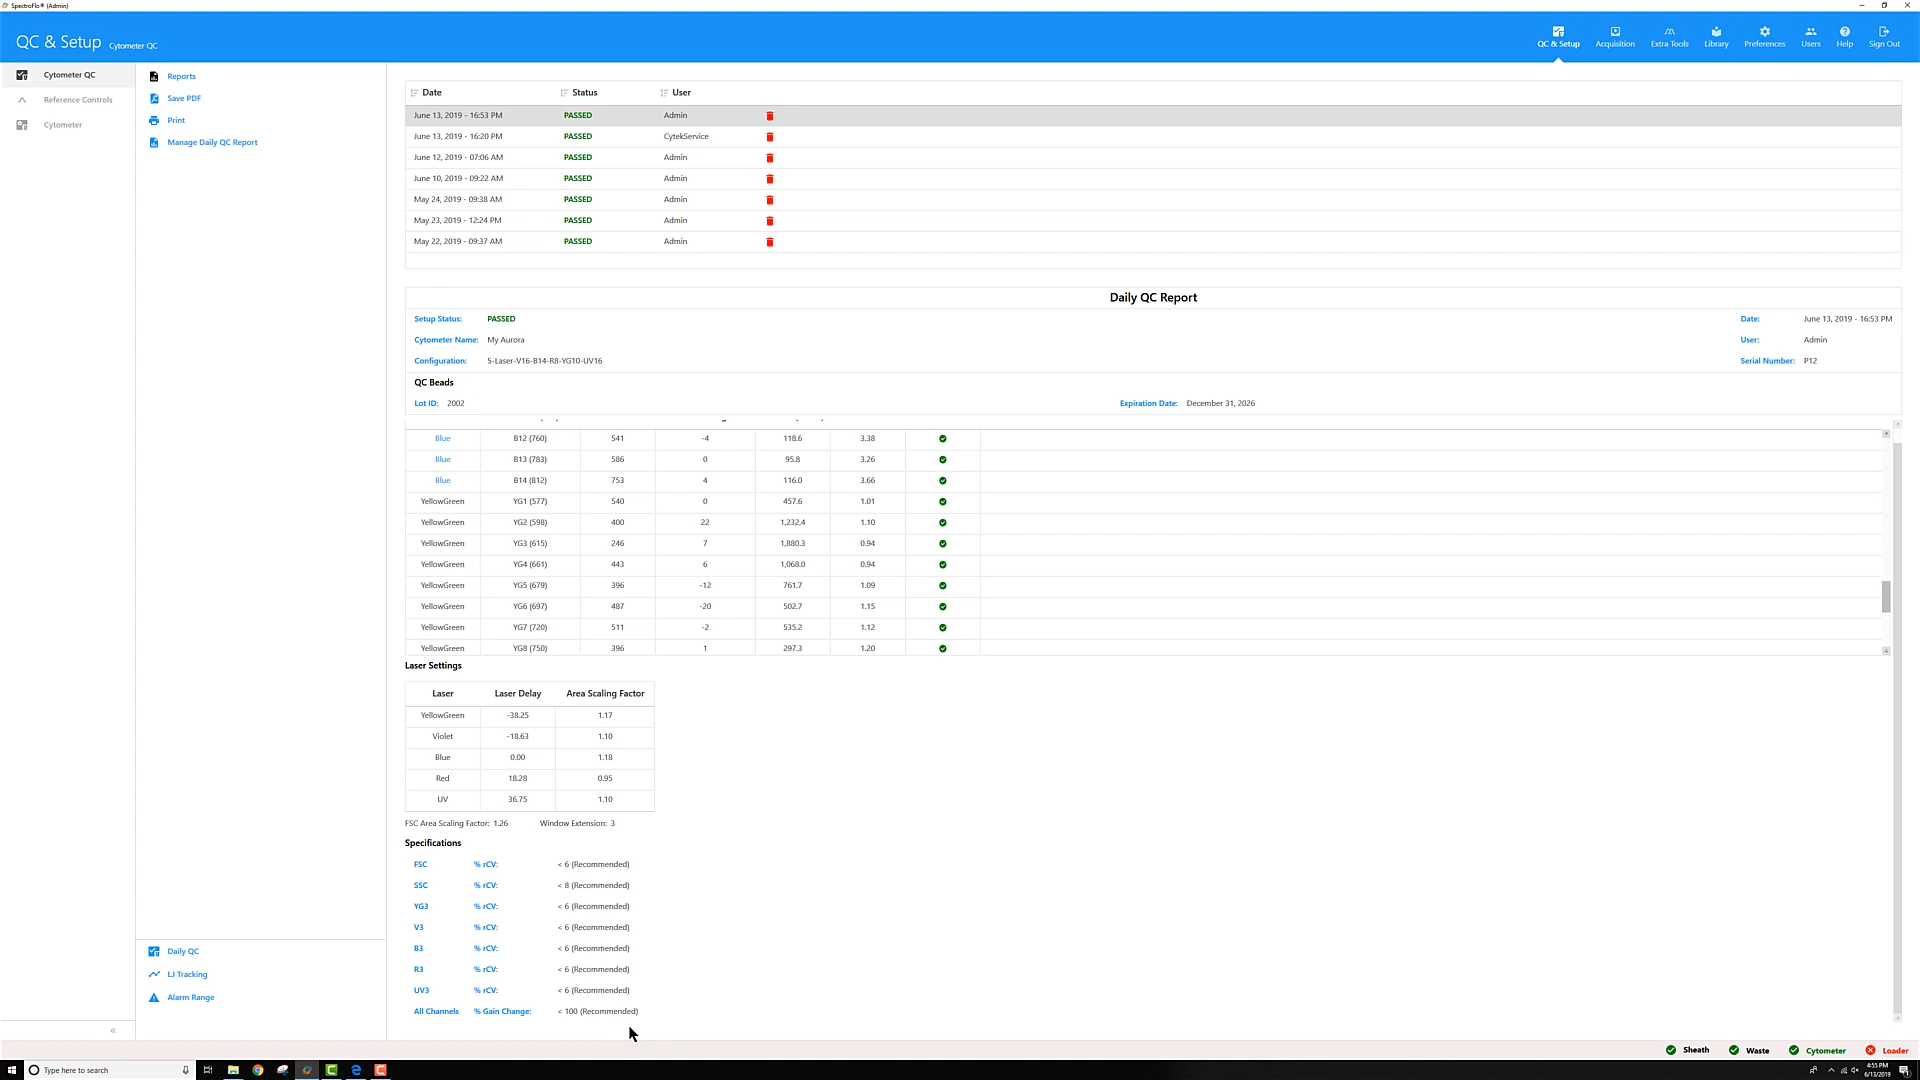 SpectroFlo® (Admin)
QC & Setup Cytometer QC
QC & Setup Acquisition Extra Tools Library Preferences Users Help Sign Out
Cytometer QC
Reference Controls
Cytometer
Reports
Save PDF
Print
Manage Daily QC Report
Date Status User
June 13, 2019 - 16:53 PM PASSED Admin
June 13, 2019 - 16:20 PM PASSED CytekService
June 12, 2019 - 07:06 AM PASSED Admin
June 10, 2019 - 09:22 AM PASSED Admin
May 24, 2019 - 09:38 AM PASSED Admin
May 23, 2019 - 12:24 PM PASSED Admin
May 22, 2019 - 09:37 AM PASSED Admin
Daily QC Report
Setup Status: PASSED Date: June 13, 2019 - 16:53 PM
Cytometer Name: My Aurora User: Admin
Configuration: 5-Laser-V16-B14-R8-YG10-UV16 Serial Number: P12
QC Beads
Lot ID: 2002 Expiration Date: December 31, 2026
Blue B12 (760) 541 -4 118.6 3.38
Blue B13 (783) 586 0 95.8 3.26
Blue B14 (812) 753 4 116.0 3.66
YellowGreen YG1 (577) 540 0 457.6 1.01
YellowGreen YG2 (598) 400 22 1,232.4 1.10
YellowGreen YG3 (615) 246 7 1,880.3 0.94
YellowGreen YG4 (661) 443 6 1,068.0 0.94
YellowGreen YG5 (679) 396 -12 761.7 1.09
YellowGreen YG6 (697) 487 -20 502.7 1.15
YellowGreen YG7 (720) 511 -2 535.2 1.12
YellowGreen YG8 (750) 396 1 297.3 1.20
Laser Settings
Laser Laser Delay Area Scaling Factor
YellowGreen -38.25 1.17
Violet -18.63 1.10
Blue 0.00 1.18
Red 18.28 0.95
UV 36.75 1.10
FSC Area Scaling Factor: 1.26 Window Extension: 3
Specifications
FSC % rCV: < 6 (Recommended)
SSC % rCV: < 8 (Recommended)
YG3 % rCV: < 6 (Recommended)
V3 % rCV: < 6 (Recommended)
B3 % rCV: < 6 (Recommended)
R3 % rCV: < 6 (Recommended)
UV3 % rCV: < 6 (Recommended)
All Channels % Gain Change: < 100 (Recommended)
Daily QC
LJ Tracking
Alarm Range
Sheath Waste Cytometer Loader
Type here to search
4:55 PM
6/13/2019